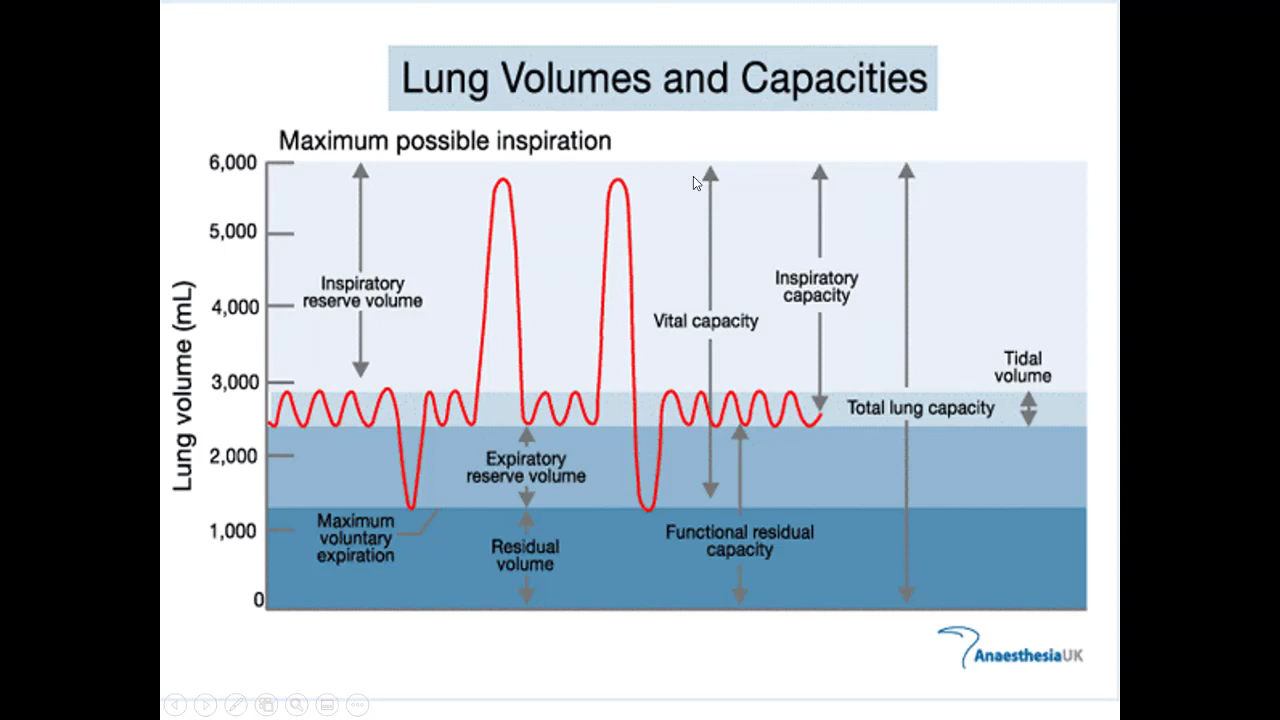 Lung Volumes and Capacities
Maximum possible inspiration
6,000
5,000
4,000
3,000
2,000
1,000
0
Lung volume (mL)
Inspiratory
reserve volume
Vital capacity
Inspiratory
capacity
Tidal
volume
Total lung capacity
Expiratory
reserve volume
Maximum
voluntary
expiration
Residual
volume
Functional residual
capacity
AnaesthesiaUK